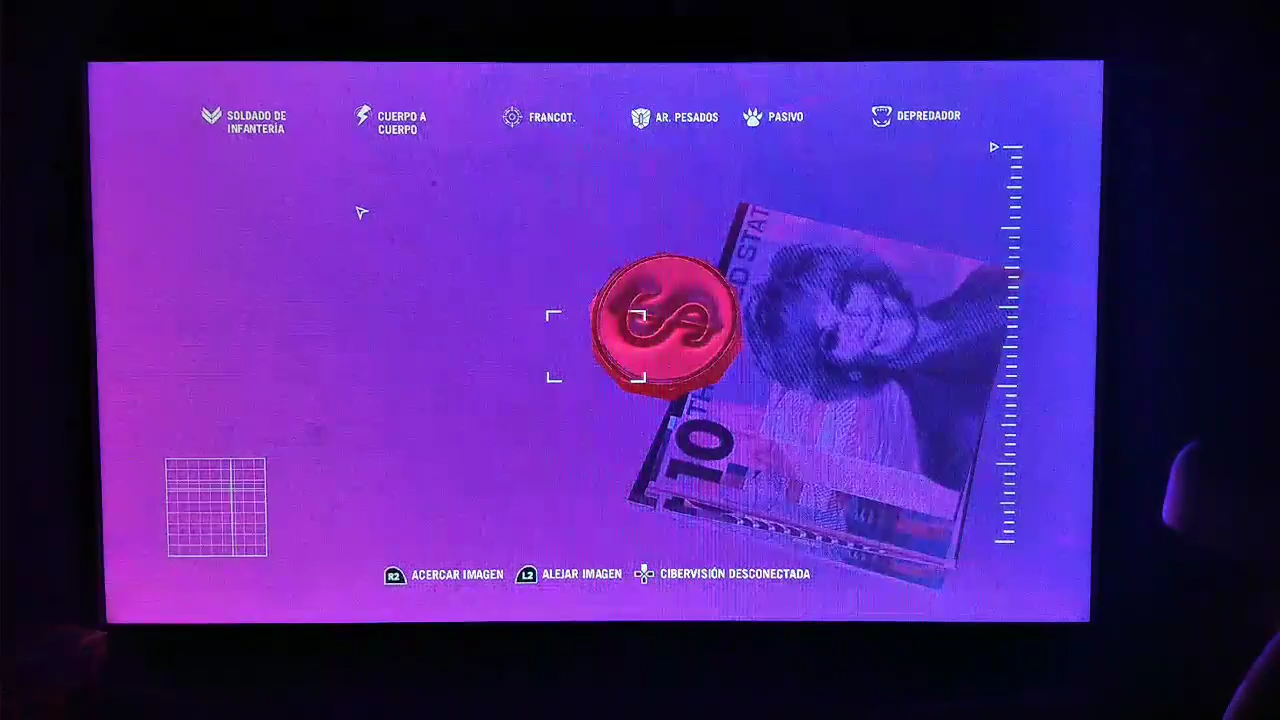 SOLDADO DE
INFANTERÍA
CUERPO A
CUERPO
FRANCOT.
AR. PESADOS
PASIVO
DEPREDADOR
D STAT
$
10
R2 ACERCAR IMAGEN
L2 ALEJAR IMAGEN
CIBERVISIÓN DESCONECTADA